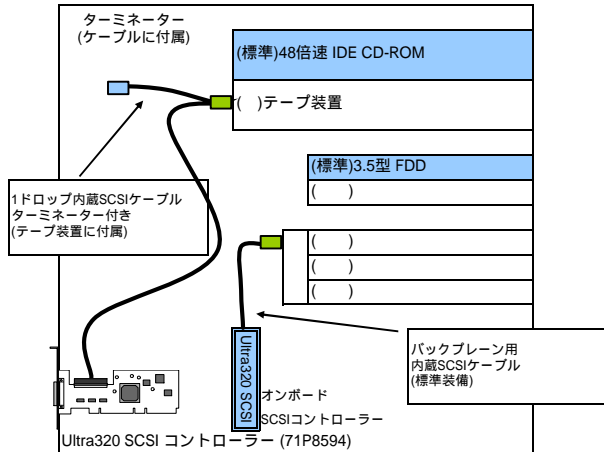 ターミネーター
(ケーブルに付属)
(標準)48倍速 IDE CD-ROM
(　)テープ装置
(標準)3.5型 FDD
(　)
1ドロップ内蔵SCSIケーブル
ターミネーター付き
(テープ装置に付属)
(　)
(　)
(　)
バックプレーン用
内蔵SCSIケーブル
(標準装備)
Ultra320 SCSI
オンボード
SCSIコントローラー
Ultra320 SCSI コントローラー (71P8594)